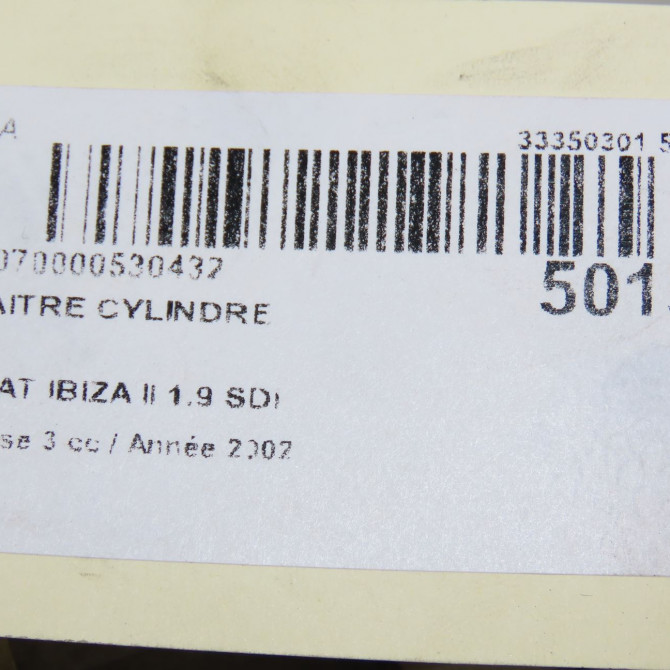 A
33350301 5
070000530437
501
AITRE CYLINDRE
AT IBIZA II 1.9 SDI
se 3 cc / Année 2002